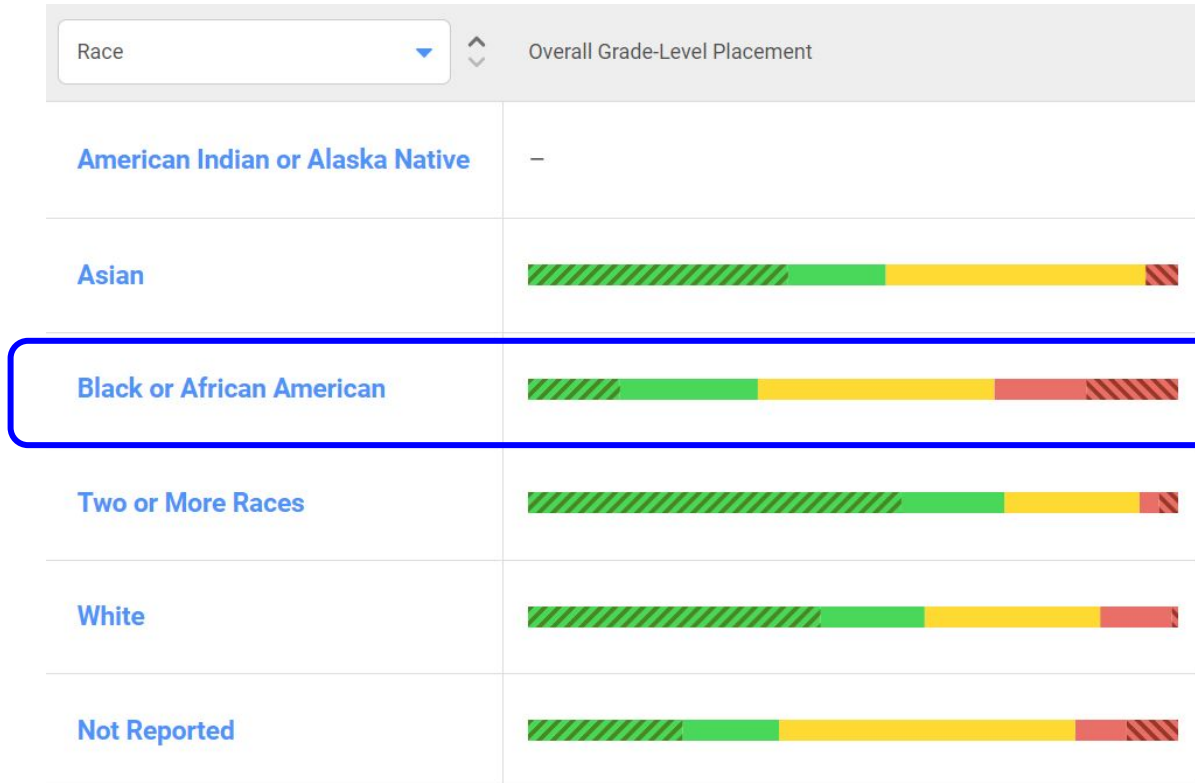 Race
Overall Grade-Level Placement
American Indian or Alaska Native
–
Asian
Black or African American
Two or More Races
White
Not Reported